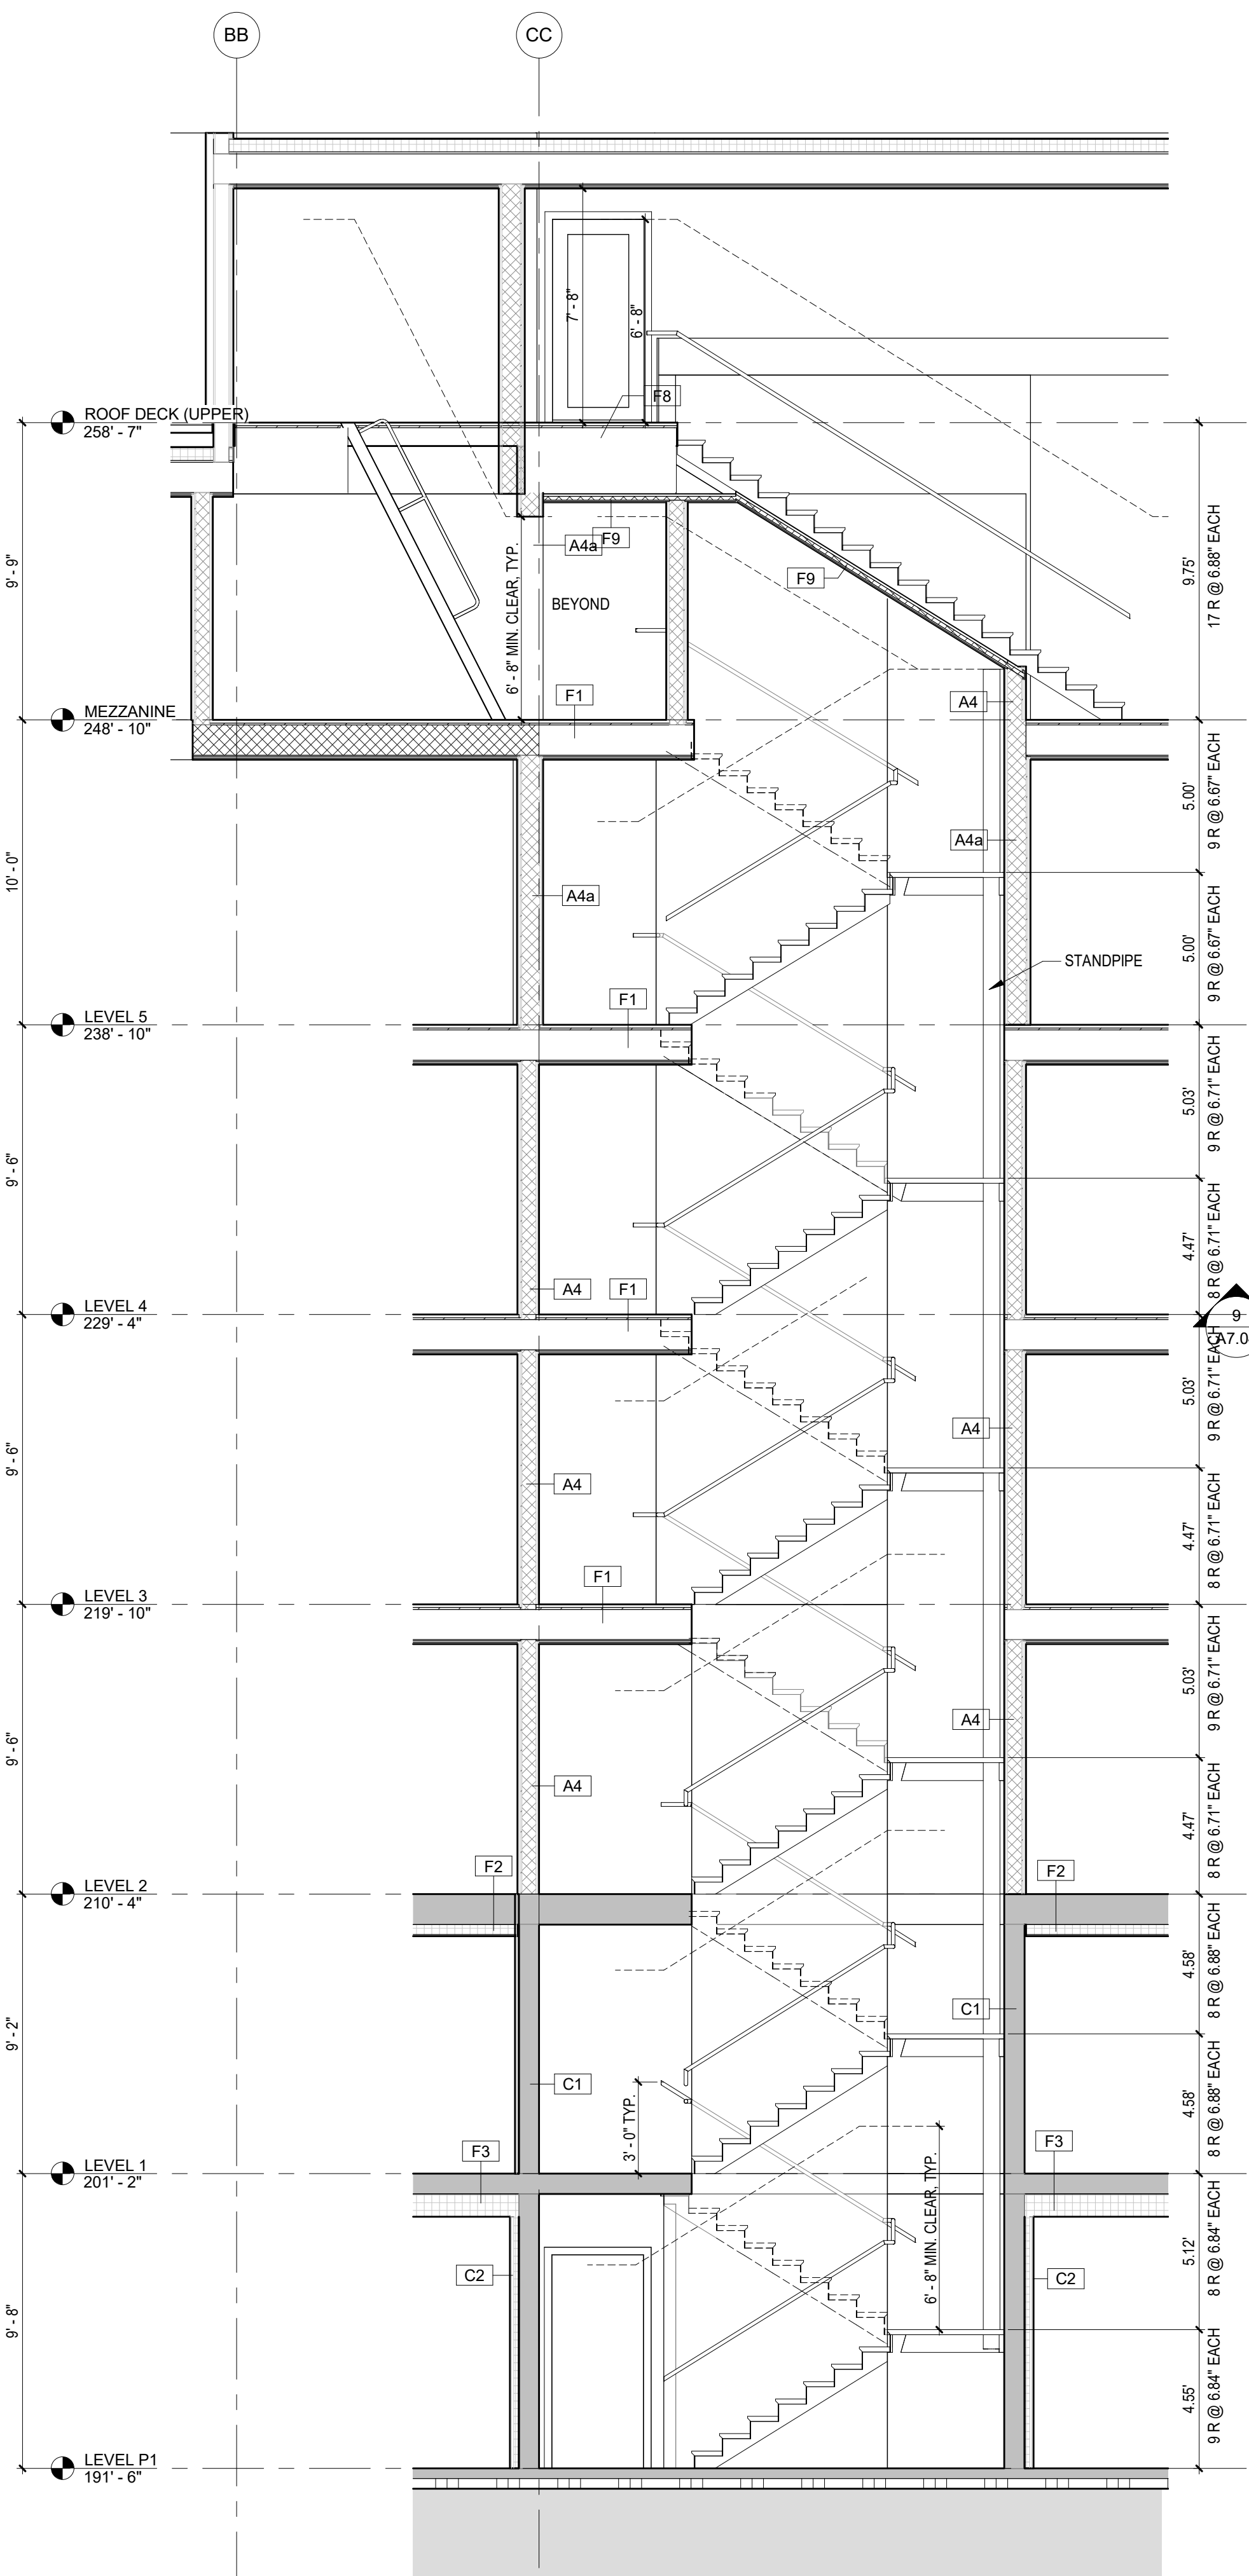 BB
CC
7' - 8"
6' - 8"
F8
ROOF DECK (UPPER)
258' - 7"
9' - 9"
6' - 8" MIN. CLEAR, TYP.
A4a
F9
F9
BEYOND
9.75'
17 R @ 6.88" EACH
F1
A4
MEZZANINE
248' - 10"
10' - 0"
A4a
A4a
5.00'
9 R @ 6.67" EACH
5.00'
9 R @ 6.67" EACH
STANDPIPE
F1
LEVEL 5
238' - 10"
9' - 6"
5.03'
9 R @ 6.71" EACH
4.47'
8 R @ 6.71" EACH
A4
F1
LEVEL 4
229' - 4"
9
9' - 6"
5.03'
9 R @ 6.71" EACH
A4
A4
4.47'
8 R @ 6.71" EACH
F1
LEVEL 3
219' - 10"
9' - 6"
5.03'
9 R @ 6.71" EACH
A4
A4
4.47'
8 R @ 6.71" EACH
F2
F2
LEVEL 2
210' - 4"
9' - 2"
4.58'
8 R @ 6.88" EACH
C1
C1
4.58'
8 R @ 6.88" EACH
3' - 0" TYP.
F3
F3
LEVEL 1
201' - 2"
9' - 8"
6' - 8" MIN. CLEAR, TYP.
5.12'
8 R @ 6.84" EACH
C2
C2
4.55'
9 R @ 6.84" EACH
LEVEL P1
191' - 6"